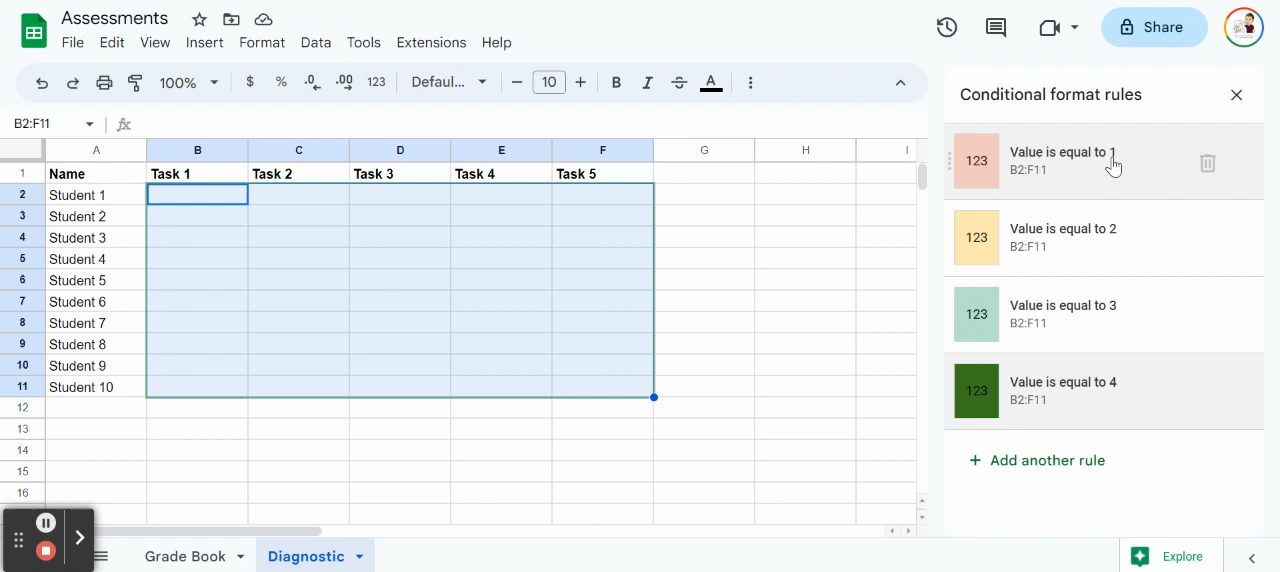 Assessments
File Edit View Insert Format Data Tools Extensions Help
Share
100% $ % .0 .00 123 Defaul... 10 B I A
B2:F11 fx
A B C D E F G H I
1 Name Task 1 Task 2 Task 3 Task 4 Task 5
2 Student 1
3 Student 2
4 Student 3
5 Student 4
6 Student 5
7 Student 6
8 Student 7
9 Student 8
10 Student 9
11 Student 10
12
13
14
15
16
Grade Book Diagnostic
Conditional format rules
123 Value is equal to 1
B2:F11
123 Value is equal to 2
B2:F11
123 Value is equal to 3
B2:F11
123 Value is equal to 4
B2:F11
+ Add another rule
Explore